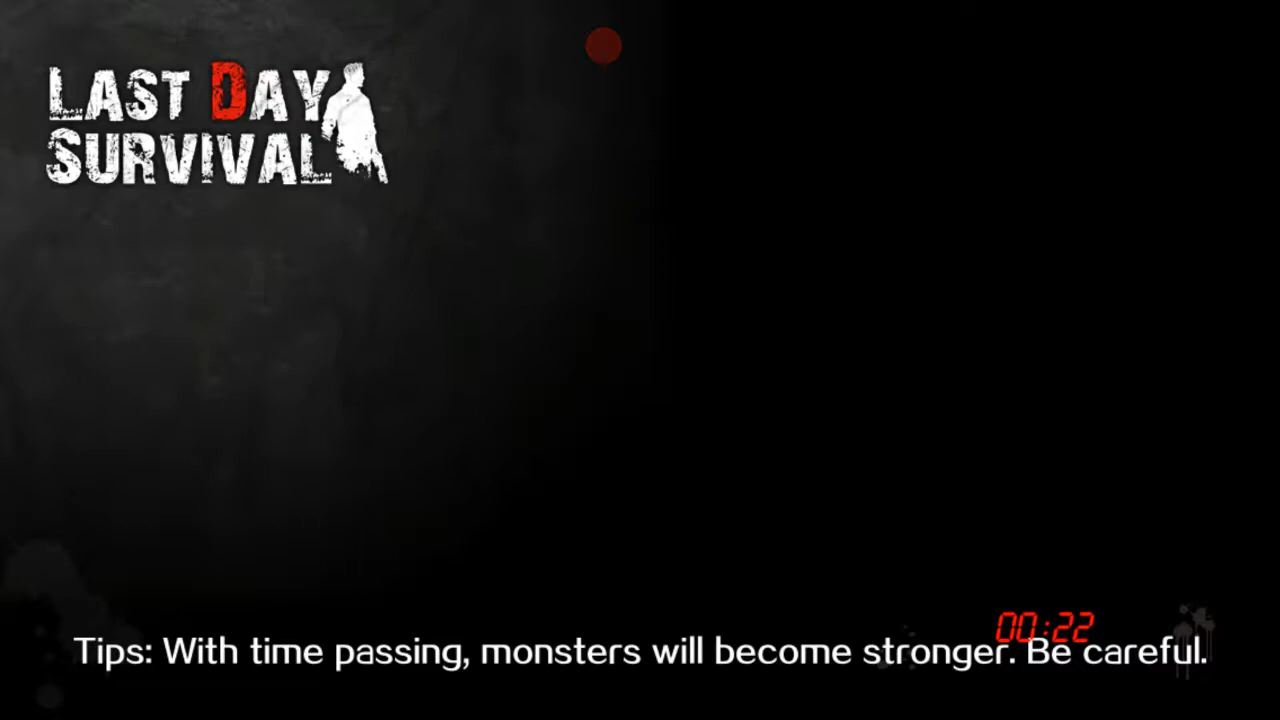 LAST DAY
SURVIVAL
00:22
Tips: With time passing, monsters will become stronger. Be careful.